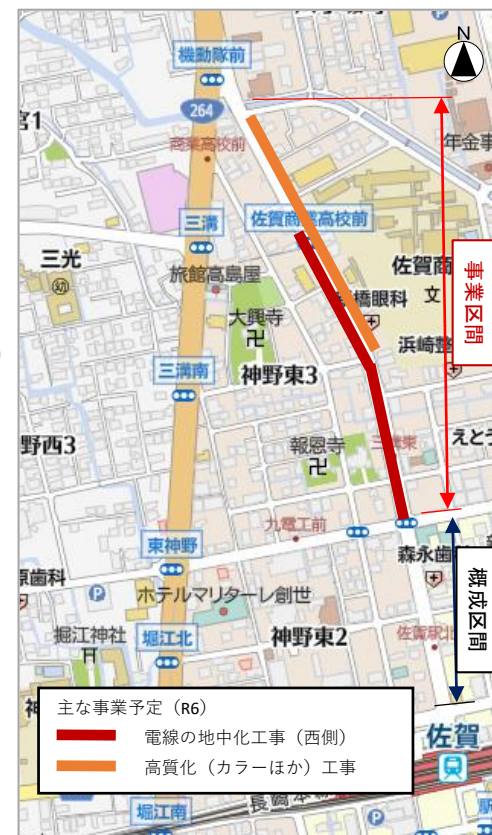 機動隊前
N
264
宮1
商業高校前
年金事
三溝
佐賀商業高校前
三光
幼
旅館高島屋
佐賀商
文
橋眼科
大興寺
浜崎整
三溝南
神野東3
事業区間
野西3
報恩寺
えとう
九電工前
東神野
森永歯
原歯科
P
ホテルマリターレ創世
概成区間
堀江神社
堀江北
神野東2
佐賀駅北
主な事業予定（R6）
電線の地中化工事（西側）
高質化（カラーほか）工事
佐賀
堀江南
長崎本線
駅